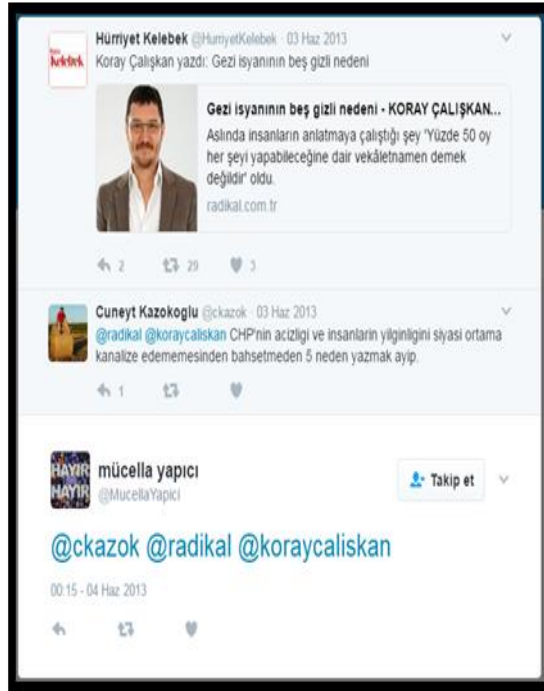 Hürriyet Kelebek @HurriyetKelebek · 03 Haz 2013
Kelebek
Koray Çalışkan yazdı: Gezi isyanının beş gizli nedeni
Gezi isyanının beş gizli nedeni - KORAY ÇALIŞKAN...
Aslında insanların anlatmaya çalıştığı şey 'Yüzde 50 oy
her şeyi yapabileceğine dair vekâletnamen demek
değildir' oldu.
radikal.com.tr
2 29 3
Cuneyt Kazokoglu @ckazok · 03 Haz 2013
@radikal @koraycaliskan CHP'nin acizligi ve insanlarin yilginligini siyasi ortama
kanalize edememesinden bahsetmeden 5 neden yazmak ayip.
1
HAYIR
HAYIR
mücella yapıcı
@MucellaYapici
Takip et
@ckazok @radikal @koraycaliskan
00:15 - 04 Haz 2013